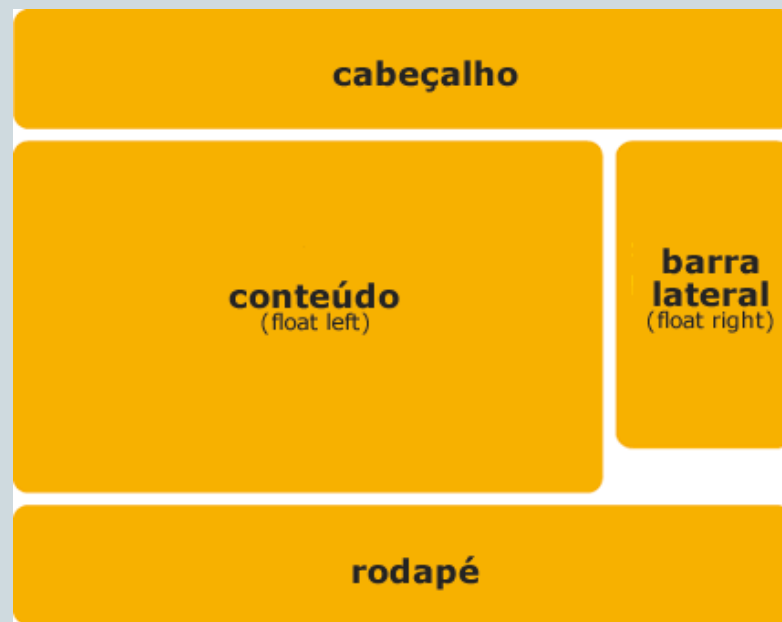 cabeçalho
conteúdo
(float left)
barra
lateral
(float right)
rodapé